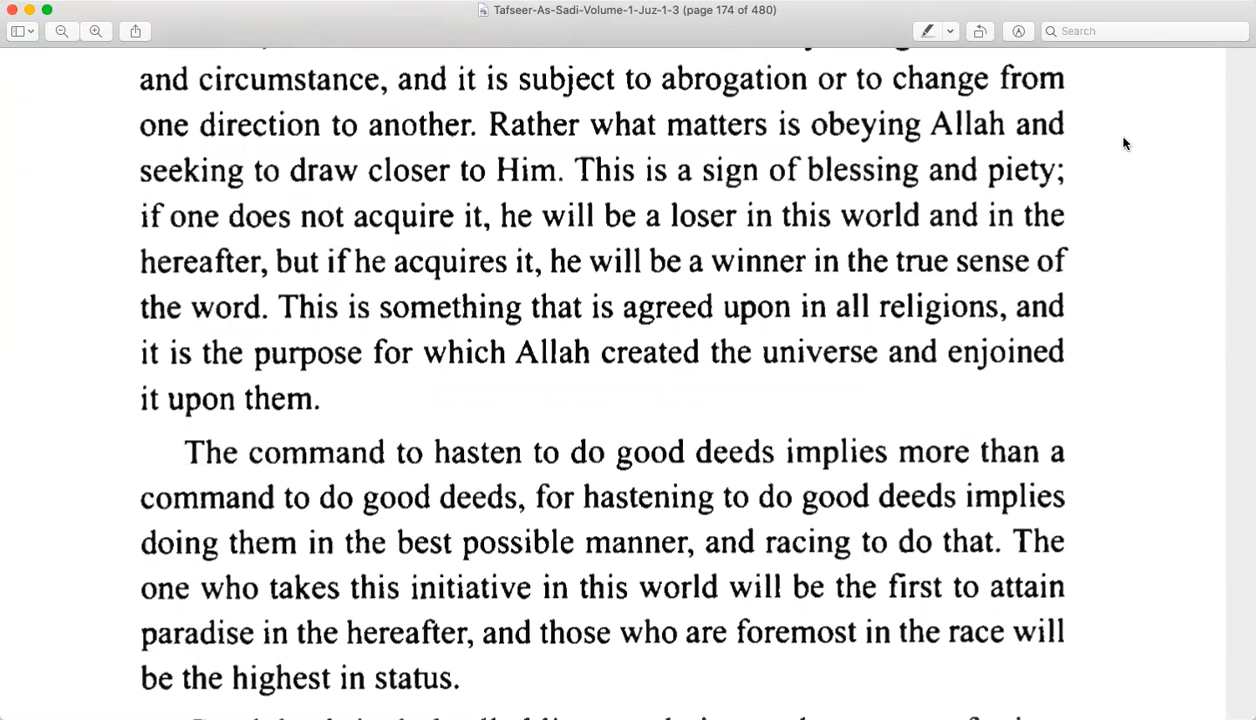 Tafseer-As-Sadi-Volume-1-Juz-1-3 (page 174 of 480)
Search
and circumstance, and it is subject to abrogation or to change from
one direction to another. Rather what matters is obeying Allah and
seeking to draw closer to Him. This is a sign of blessing and piety;
if one does not acquire it, he will be a loser in this world and in the
hereafter, but if he acquires it, he will be a winner in the true sense of
the word. This is something that is agreed upon in all religions, and
it is the purpose for which Allah created the universe and enjoined
it upon them.
The command to hasten to do good deeds implies more than a
command to do good deeds, for hastening to do good deeds implies
doing them in the best possible manner, and racing to do that. The
one who takes this initiative in this world will be the first to attain
paradise in the hereafter, and those who are foremost in the race will
be the highest in status.